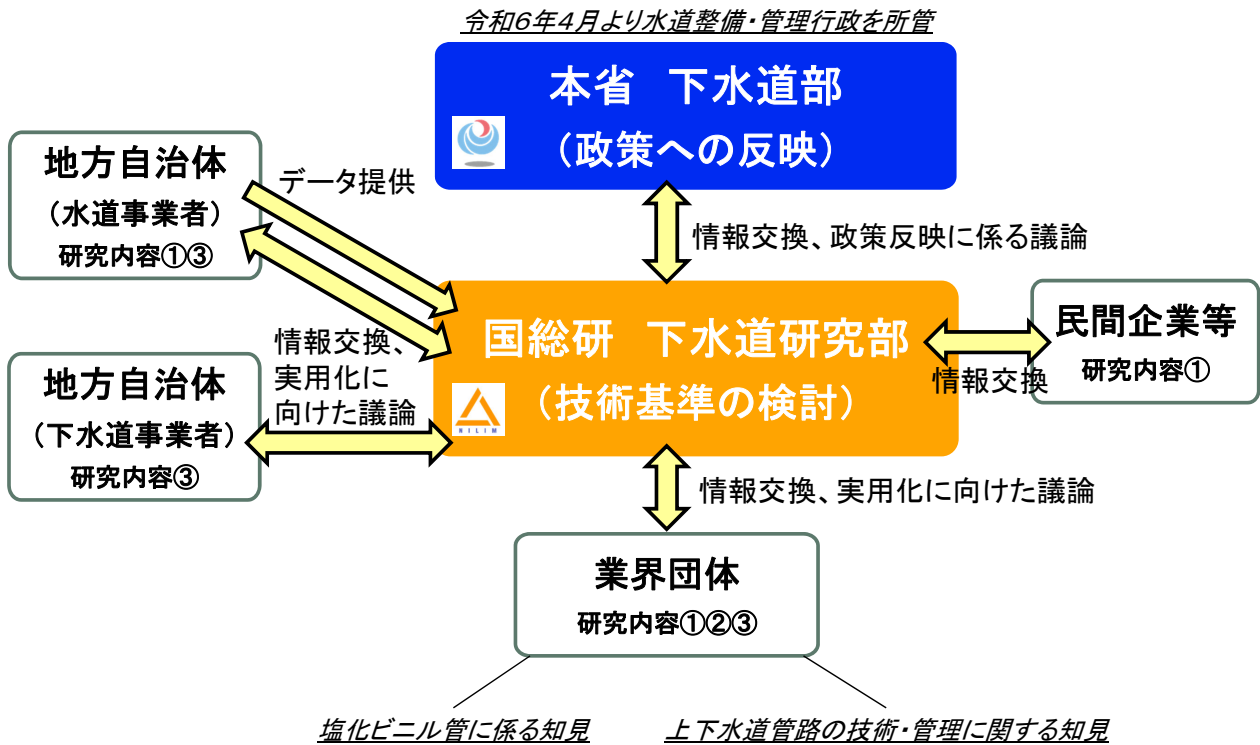 令和6年4月より水道整備・管理行政を所管
本省　下水道部
（政策への反映）
地方自治体
（水道事業者）
研究内容①③
データ提供
情報交換、政策反映に係る議論
国総研　下水道研究部
（技術基準の検討）
NILIM
民間企業等
研究内容①
情報交換
情報交換、
実用化に
向けた議論
地方自治体
（下水道事業者）
研究内容③
情報交換、実用化に向けた議論
業界団体
研究内容①②③
塩化ビニル管に係る知見
上下水道管路の技術・管理に関する知見